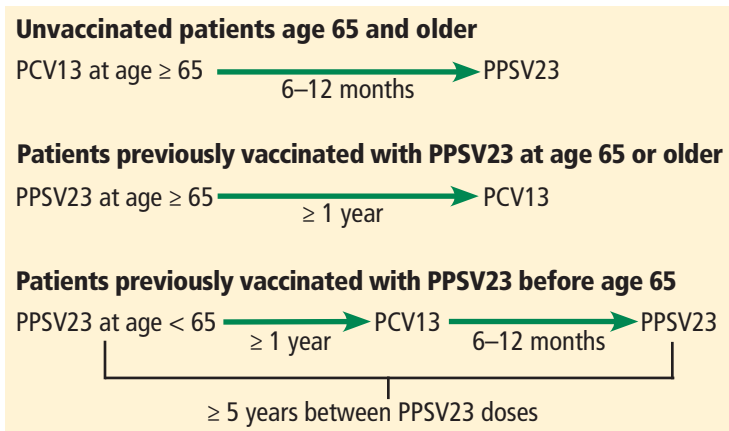 Unvaccinated patients age 65 and older
PCV13 at age ≥ 65 PPSV23
6–12 months
Patients previously vaccinated with PPSV23 at age 65 or older
PPSV23 at age ≥ 65 PCV13
≥ 1 year
Patients previously vaccinated with PPSV23 before age 65
PPSV23 at age < 65 PCV13 PPSV23
≥ 1 year 6–12 months
≥ 5 years between PPSV23 doses